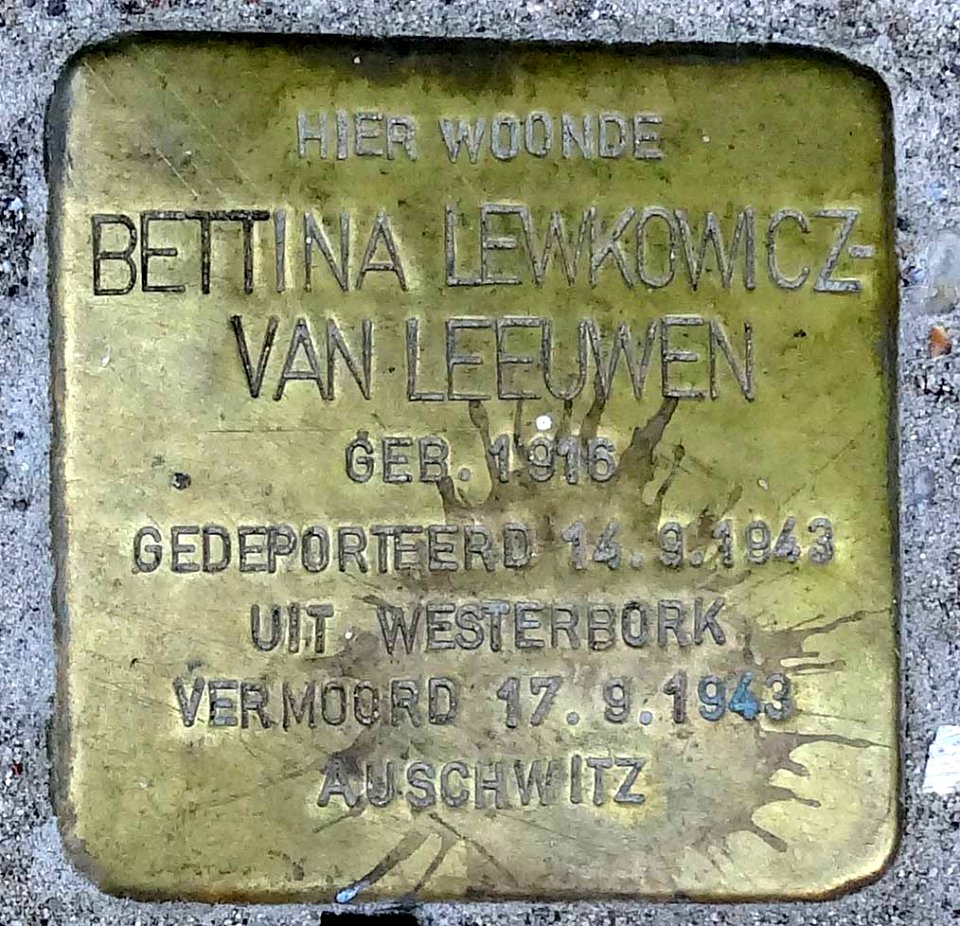 HIER WOONDE
BETTINA LEWKOWICZ-
VAN LEEUWEN
GEB. 1916
GEDEPORTEERD 14.9.1943
UIT WESTERBORK
VERMOORD 17.9.1943
AUSCHWITZ